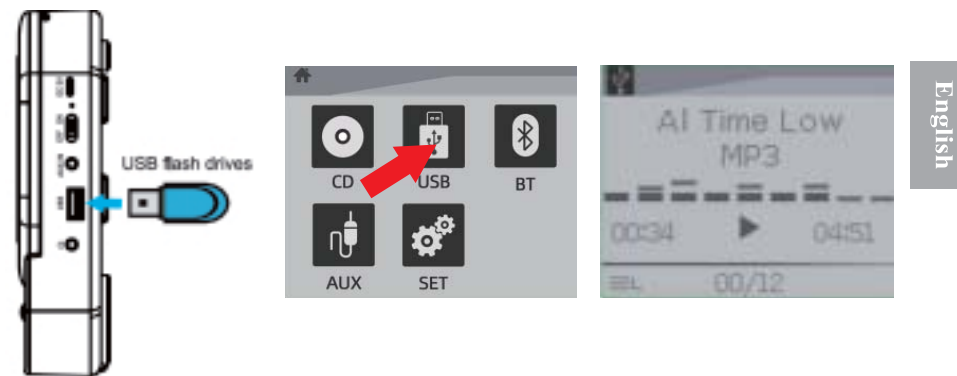 USB flash drives
CD
USB
BT
AUX
SET
Al Time Low
MP3
00:34
04:51
00/12
English